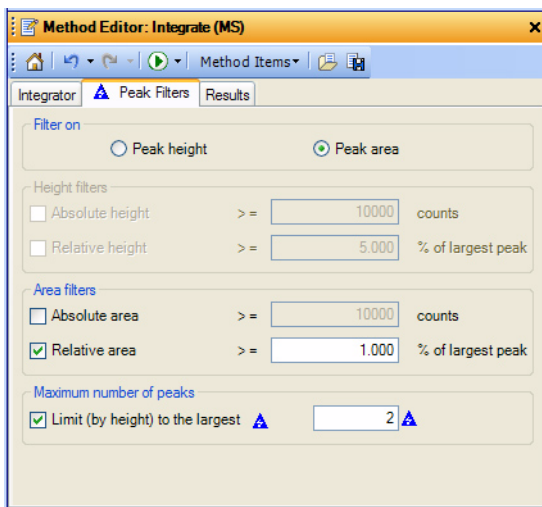 Method Editor: Integrate (MS)
Method Items
Integrator Peak Filters Results
Filter on
Peak height Peak area
Height filters
Absolute height >= 10000 counts
Relative height >= 5.000 % of largest peak
Area filters
Absolute area >= 10000 counts
Relative area >= 1.000 % of largest peak
Maximum number of peaks
Limit (by height) to the largest 2